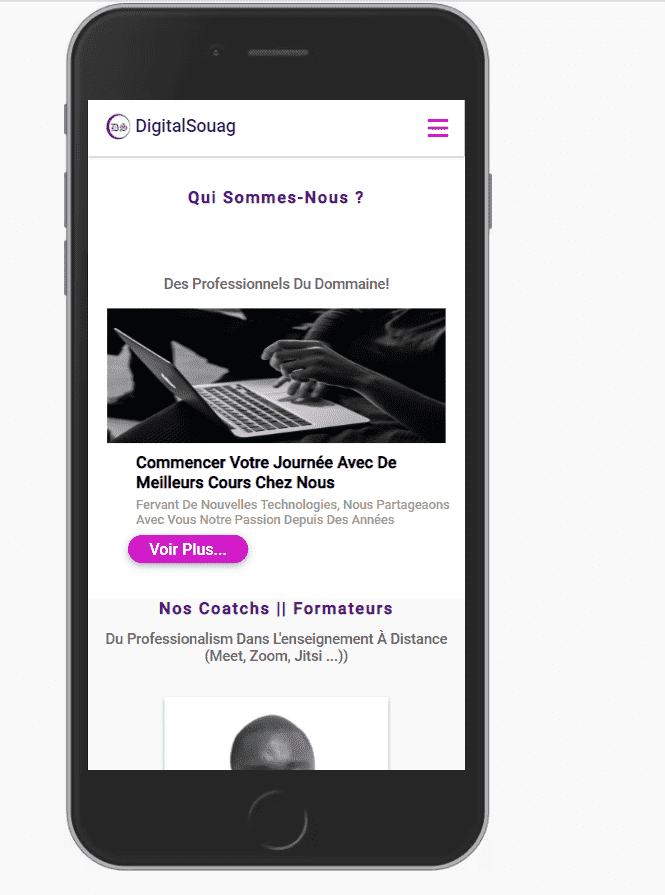 DigitalSouag
Qui Sommes-Nous ?
Des Professionnels Du Dommaine!
Commencer Votre Journée Avec De
Meilleurs Cours Chez Nous
Fervant De Nouvelles Technologies, Nous Partageaons
Avec Vous Notre Passion Depuis Des Années
Voir Plus...
Nos Coatchs || Formateurs
Du Professionalism Dans L'enseignement À Distance
(Meet, Zoom, Jitsi ...))